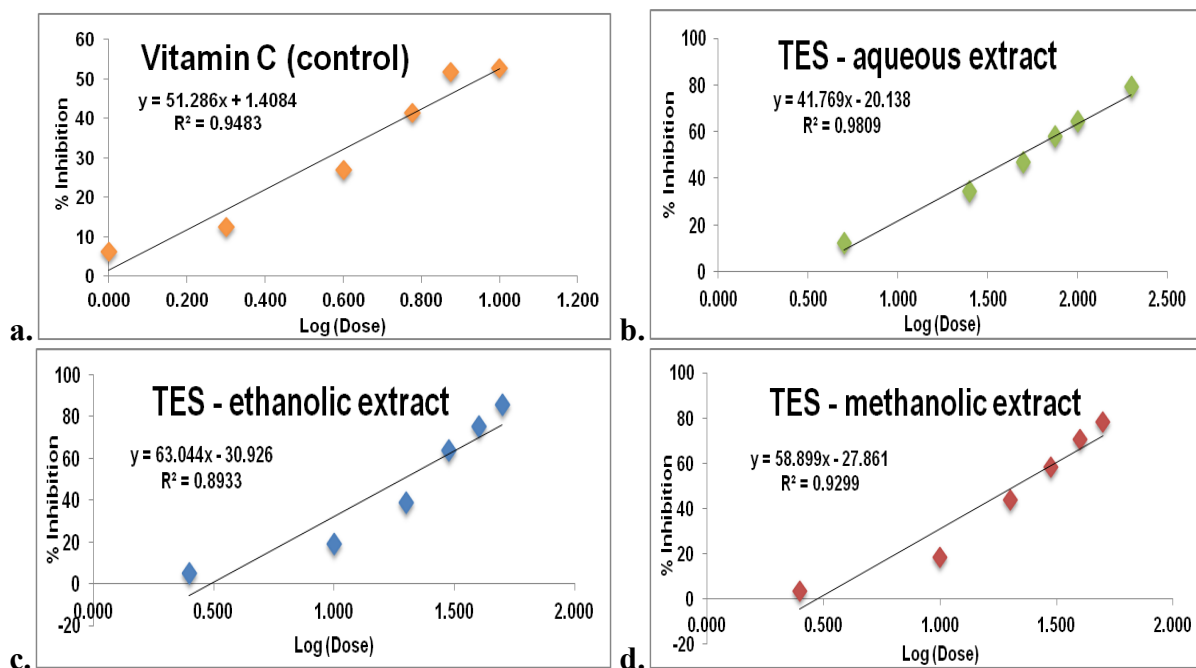 Vitamin C (control)
y = 51.286x + 1.4084
R² = 0.9483
% Inhibition
60
50
40
30
20
10
0
0.000 0.200 0.400 0.600 0.800 1.000 1.200
Log (Dose)
a.
TES - aqueous extract
y = 41.769x - 20.138
R² = 0.9809
% Inhibition
100
80
60
40
20
0
0.000 0.500 1.000 1.500 2.000 2.500
Log (Dose)
b.
TES - ethanolic extract
y = 63.044x - 30.926
R² = 0.8933
% Inhibition
100
80
60
40
20
0
-20
0.000 0.500 1.000 1.500 2.000
Log (Dose)
c.
TES - methanolic extract
y = 58.899x - 27.861
R² = 0.9299
% Inhibition
100
80
60
40
20
0
-20
0.000 0.500 1.000 1.500 2.000
Log (Dose)
d.